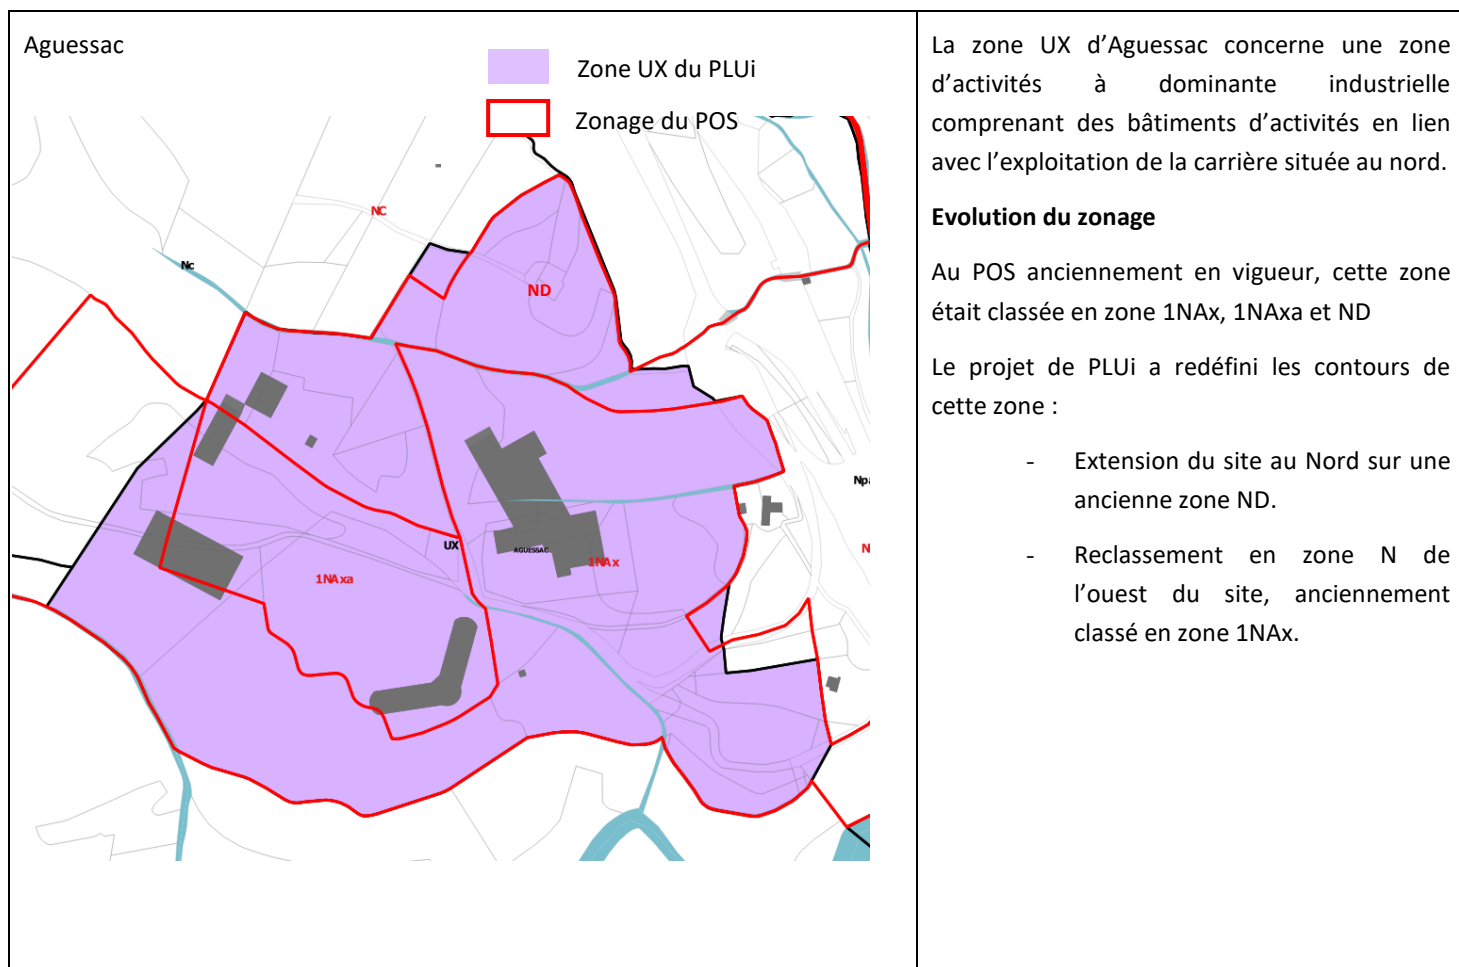 Aguessac
Zone UX du PLUi
Zonage du POS
NC
Nc
ND
UX
AGUESSAC
1NAx
1NAxa
Np
N
La zone UX d’Aguessac concerne une zone
d’activités à dominante industrielle
comprenant des bâtiments d’activités en lien
avec l’exploitation de la carrière située au nord.
Evolution du zonage
Au POS anciennement en vigueur, cette zone
était classée en zone 1NAx, 1NAxa et ND
Le projet de PLUi a redéfini les contours de
cette zone :
- Extension du site au Nord sur une
ancienne zone ND.
- Reclassement en zone N de
l’ouest du site, anciennement
classé en zone 1NAx.